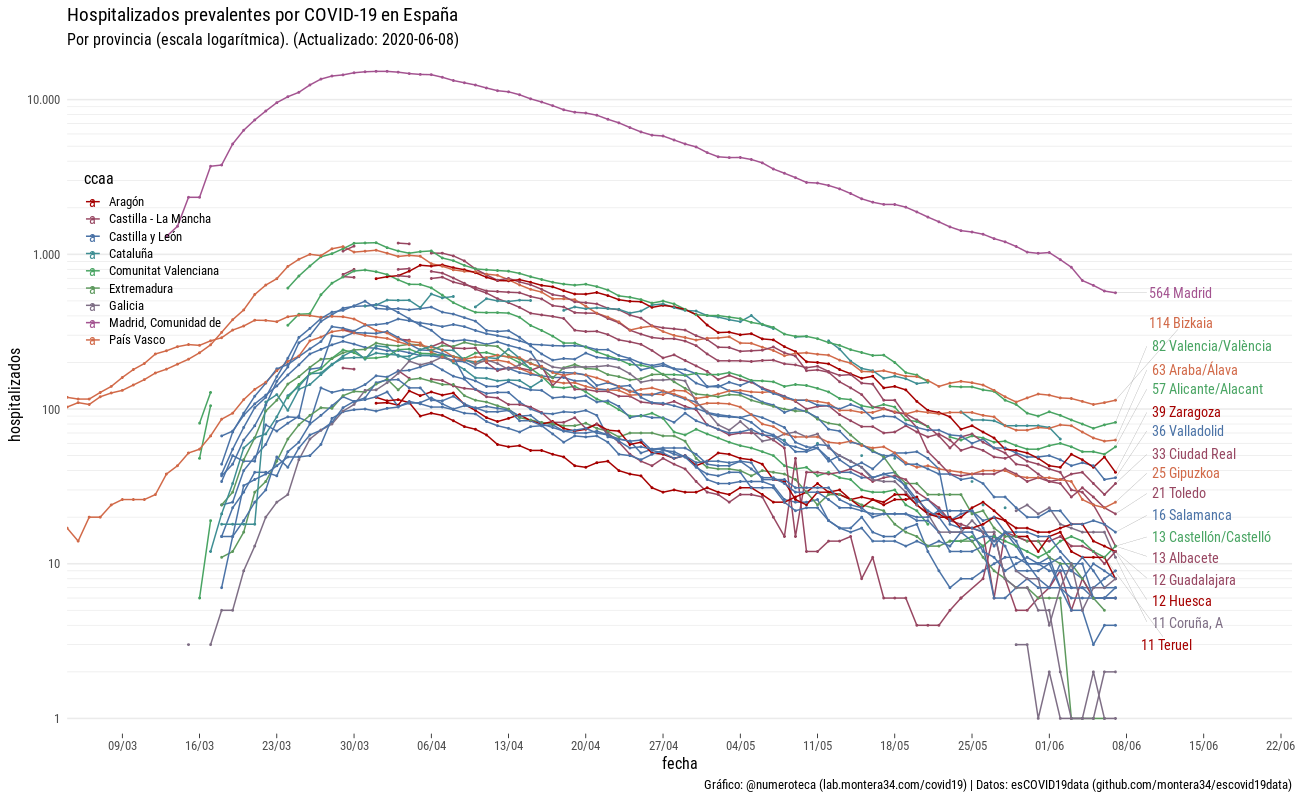 Hospitalizados prevalentes por COVID-19 en España
Por provincia (escala logarítmica). (Actualizado: 2020-06-08)
hospitalizados
10.000
1.000
100
10
1
ccaa
Aragón
Castilla - La Mancha
Castilla y León
Cataluña
Comunitat Valenciana
Extremadura
Galicia
Madrid, Comunidad de
País Vasco
564 Madrid
114 Bizkaia
82 Valencia/València
63 Araba/Álava
57 Alicante/Alacant
39 Zaragoza
36 Valladolid
33 Ciudad Real
25 Gipuzkoa
21 Toledo
16 Salamanca
13 Castellón/Castelló
13 Albacete
12 Guadalajara
12 Huesca
11 Coruña, A
11 Teruel
09/03 16/03 23/03 30/03 06/04 13/04 20/04 27/04 04/05 11/05 18/05 25/05 01/06 08/06 15/06 22/06
fecha
Gráfico: @numeroteca (lab.montera34.com/covid19) | Datos: esCOVID19data (github.com/montera34/escovid19data)